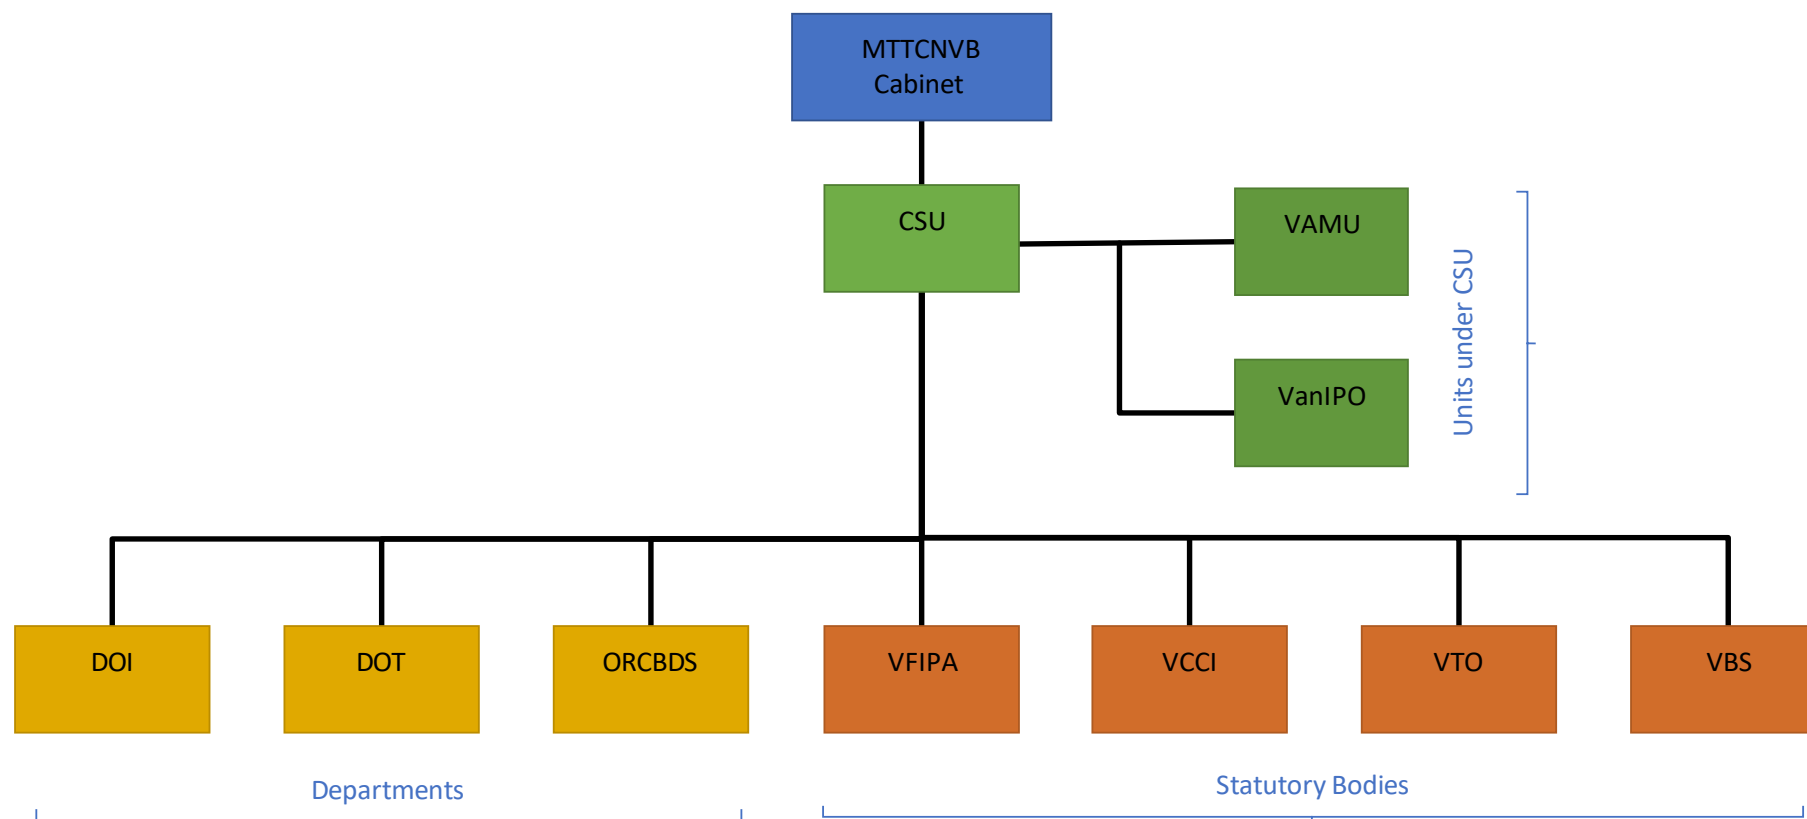 MTTCNVB
Cabinet
CSU
VAMU
VanIPO
Units under CSU
DOI
DOT
ORCBDS
VFIPA
VCCI
VTO
VBS
Departments
Statutory Bodies